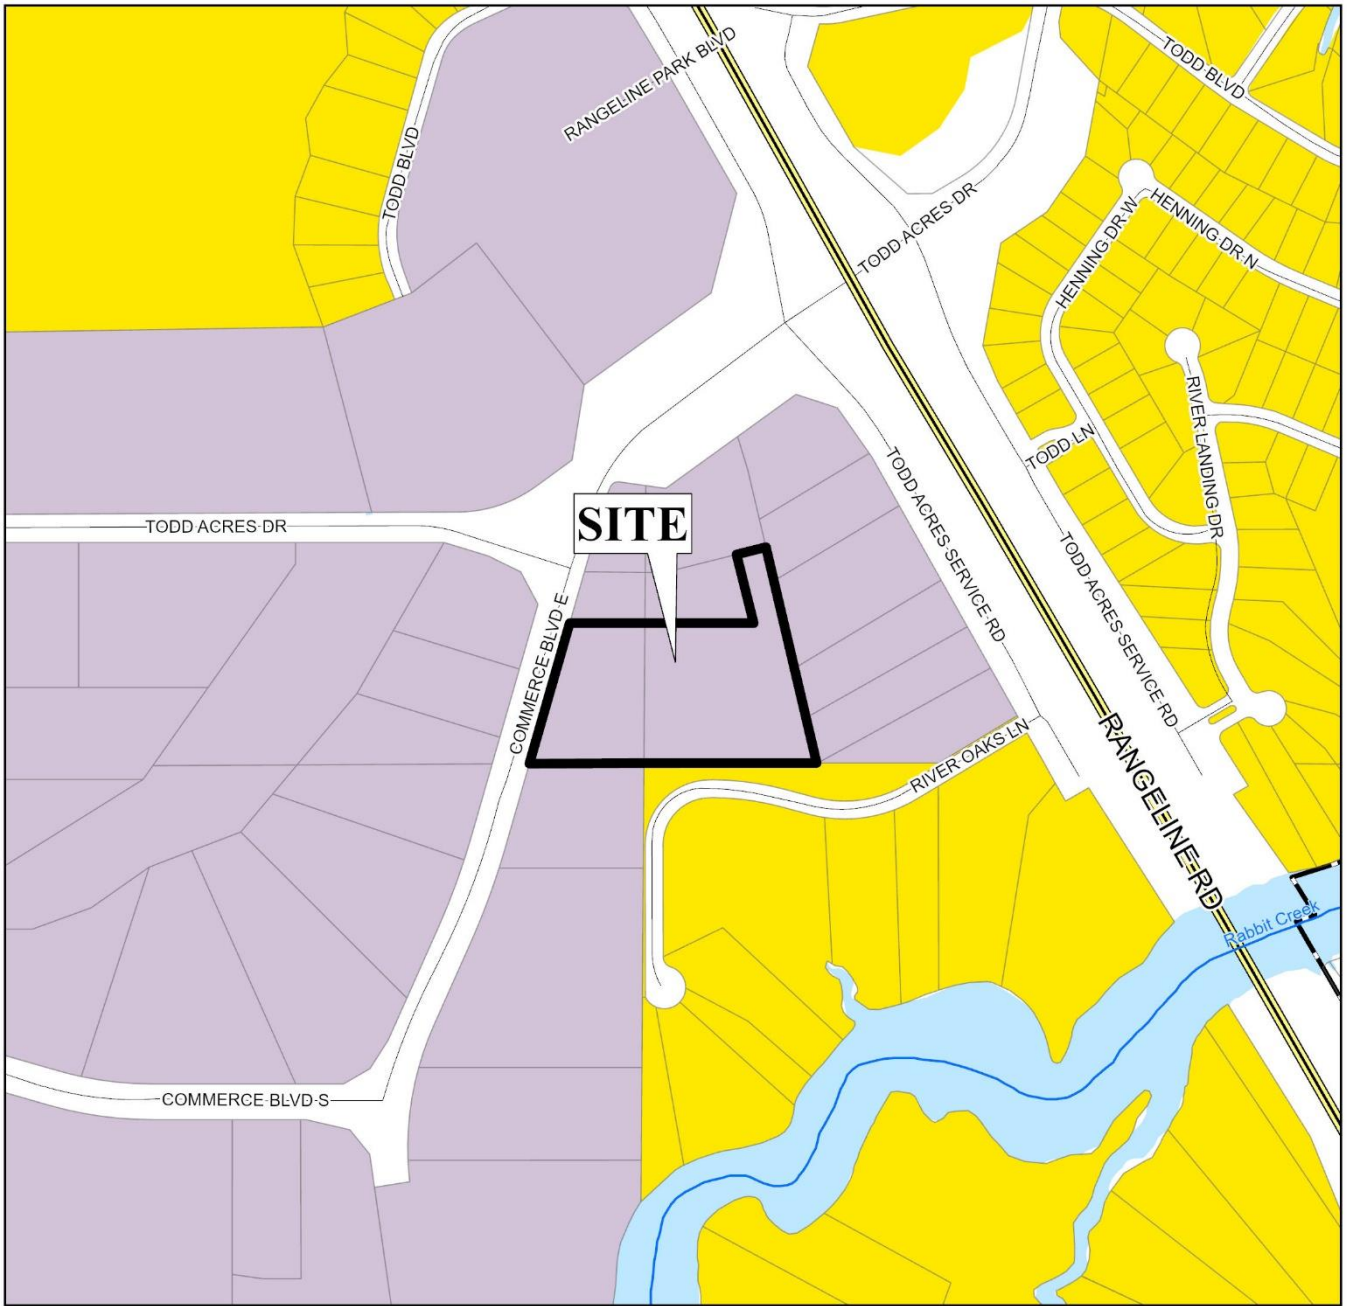 RANGELINE PARK BLVD
TODD BLVD
TODD BLVD
TODD ACRES DR
HENNING DR W
HENNING DR N
RIVER LANDING DR
TODD LN
TODD ACRES SERVICE RD
TODD ACRES SERVICE RD
TODD ACRES DR
SITE
COMMERCE BLVD E
RIVER OAKS LN
RANGELINE RD
Rabbit Creek
COMMERCE BLVD S